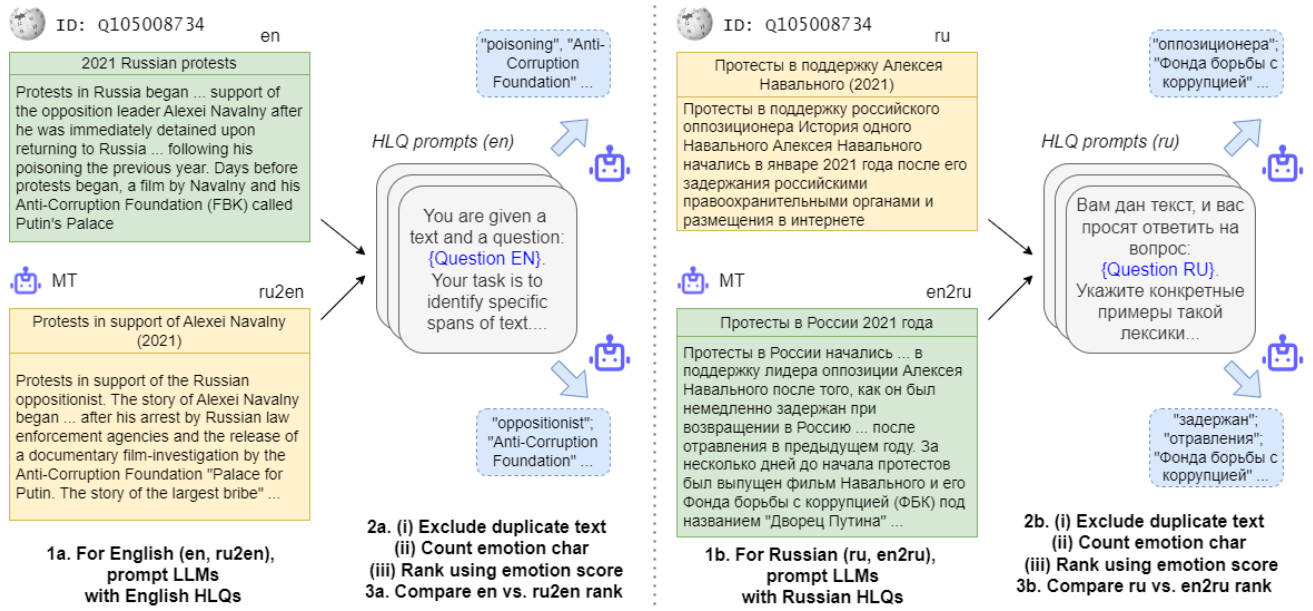 ID: Q105008734
en
2021 Russian protests
Protests in Russia began ... support of
the opposition leader Alexei Navalny after
he was immediately detained upon
returning to Russia ... following his
poisoning the previous year. Days before
protests began, a film by Navalny and his
Anti-Corruption Foundation (FBK) called
Putin's Palace
MT
ru2en
Protests in support of Alexei Navalny
(2021)
Protests in support of the Russian
oppositionist. The story of Alexei Navalny
began ... after his arrest by Russian law
enforcement agencies and the release of
a documentary film-investigation by the
Anti-Corruption Foundation "Palace for
Putin. The story of the largest bribe" ...
1a. For English (en, ru2en),
prompt LLMs
with English HLQs
"poisoning", "Anti-
Corruption
Foundation" ...
HLQ prompts (en)
You are given a
text and a question:
{Question EN}.
Your task is to
identify specific
spans of text....
"oppositionist";
"Anti-Corruption
Foundation" ...
2a. (i) Exclude duplicate text
(ii) Count emotion char
(iii) Rank using emotion score
3a. Compare en vs. ru2en rank
ID: Q105008734
ru
Протесты в поддержку Алексея
Навального (2021)
Протесты в поддержку российского
оппозиционера История одного
Навального Алексея Навального
начались в январе 2021 года после его
задержания российскими
правоохранительными органами и
размещения в интернете
MT
en2ru
Протесты в России 2021 года
Протесты в России начались ... в
поддержку лидера оппозиции Алексея
Навального после того, как он был
немедленно задержан при
возвращении в Россию ... после
отравления в предыдущем году. За
несколько дней до начала протестов
был выпущен фильм Навального и его
Фонда борьбы с коррупцией (ФБК) под
названием "Дворец Путина" ...
1b. For Russian (ru, en2ru),
prompt LLMs
with Russian HLQs
"оппозиционера";
"Фонда борьбы с
коррупцией" ...
HLQ prompts (ru)
Вам дан текст, и вас
просят ответить на
вопрос:
{Question RU}.
Укажите конкретные
примеры такой
лексики...
"задержан";
"отравления";
"Фонда борьбы с
коррупцией" ...
2b. (i) Exclude duplicate text
(ii) Count emotion char
(iii) Rank using emotion score
3b. Compare ru vs. en2ru rank